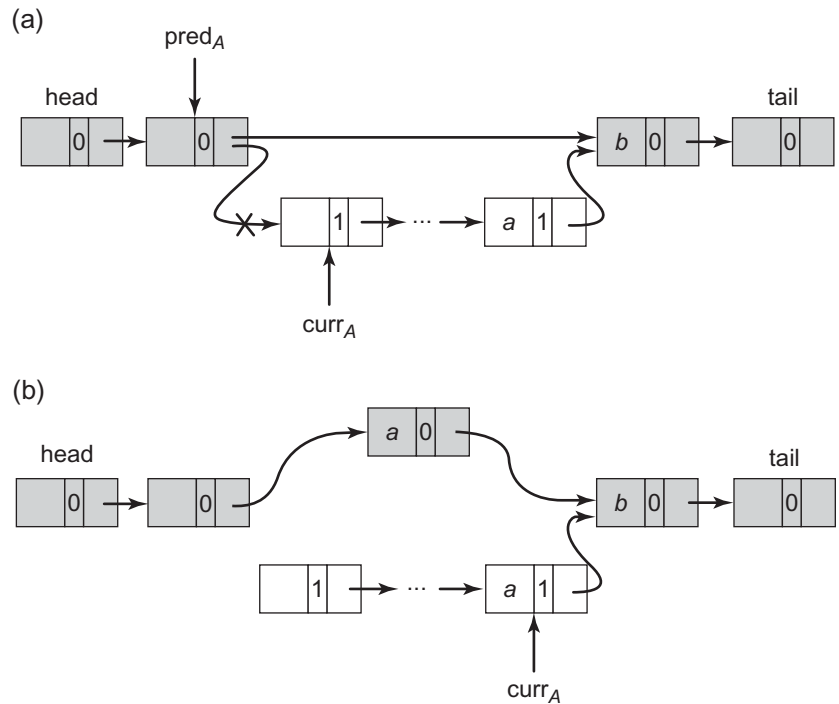 (a)
pred_A
head
tail
0 0 b 0 0
1 ... a 1
curr_A
(b)
a 0
head
tail
0 0 b 0 0
1 ... a 1
curr_A